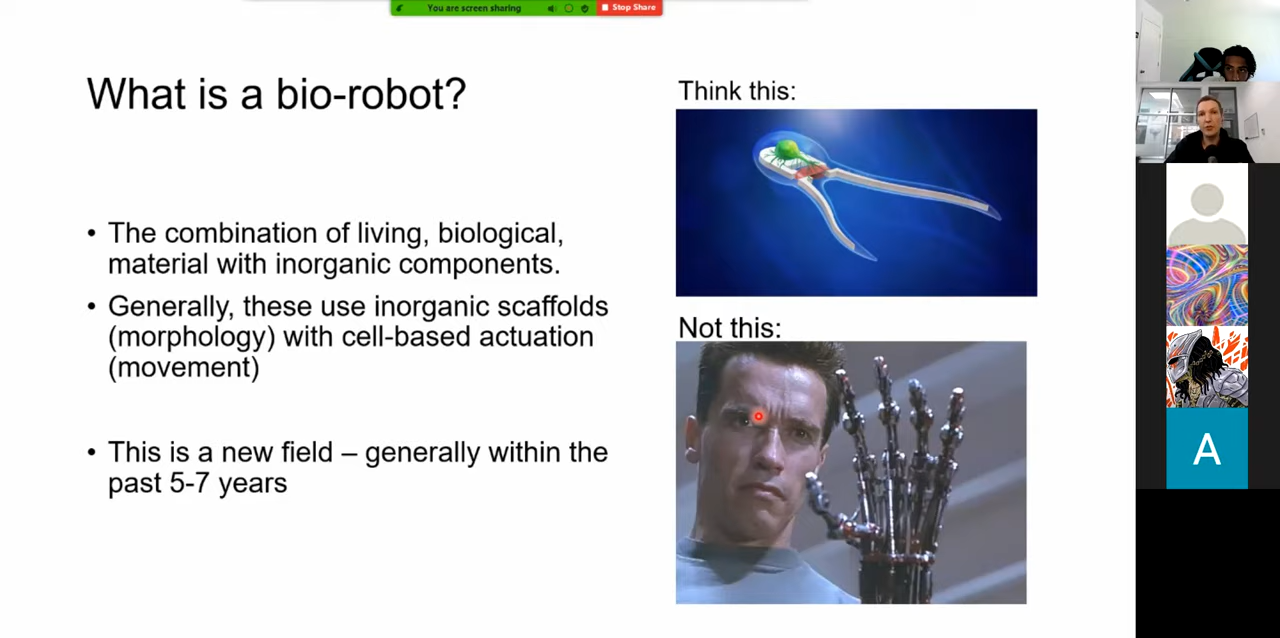 You are screen sharing
Stop Share
What is a bio-robot?
Think this:
• The combination of living, biological,
material with inorganic components.
• Generally, these use inorganic scaffolds
(morphology) with cell-based actuation
(movement)
Not this:
• This is a new field – generally within the
past 5-7 years
A